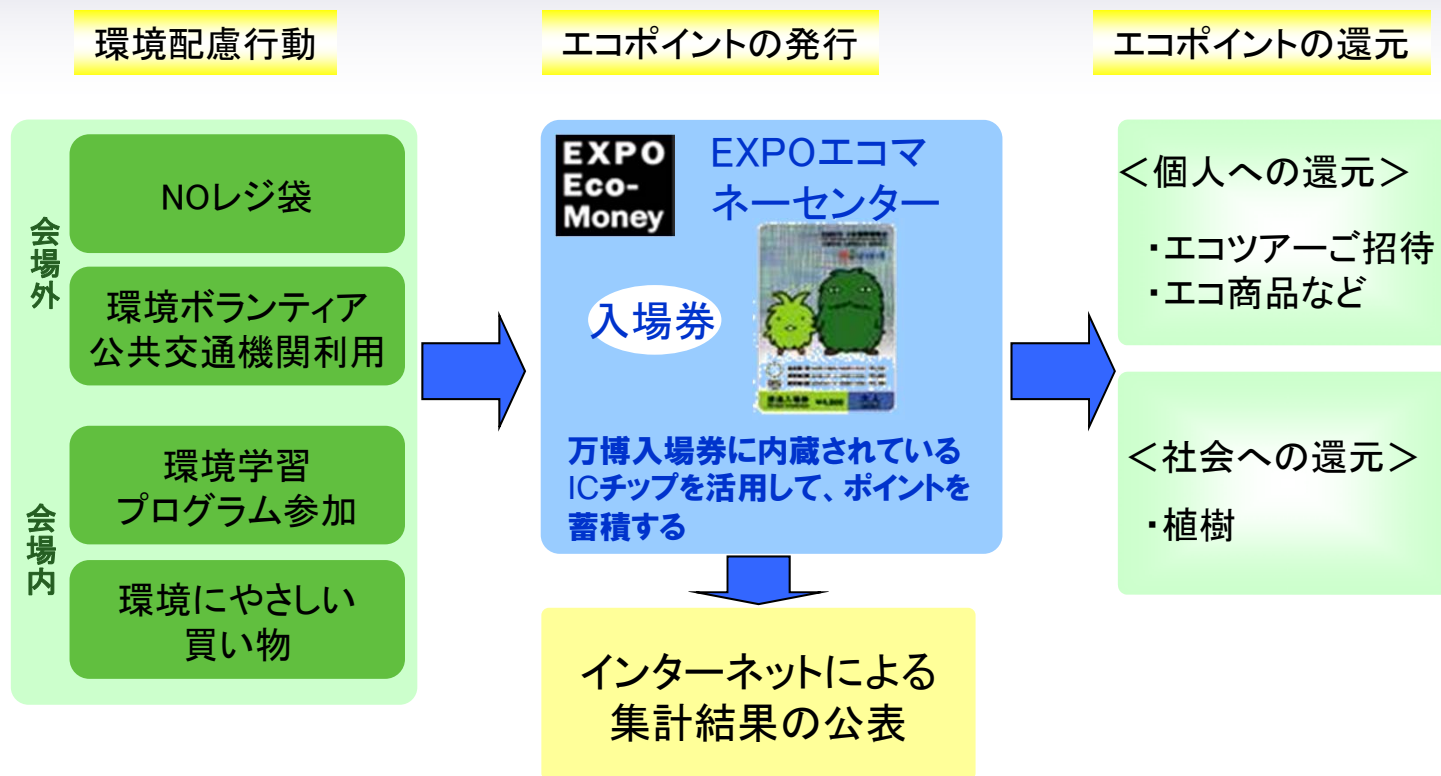 環境配慮行動
エコポイントの発行
エコポイントの還元
会場外
NOレジ袋
環境ボランティア
公共交通機関利用
会場内
環境学習
プログラム参加
環境にやさしい
買い物
EXPO
Eco-
Money
EXPOエコマ
ネーセンター
入場券
万博入場券に内蔵されている
ICチップを活用して、ポイントを
蓄積する
インターネットによる
集計結果の公表
＜個人への還元＞
・エコツアーご招待
・エコ商品など
＜社会への還元＞
・植樹